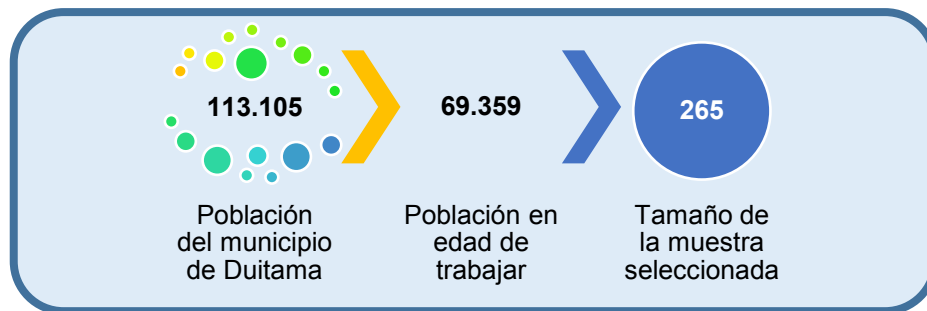 113.105
69.359
265
Población
del municipio
de Duitama
Población en
edad de
trabajar
Tamaño de
la muestra
seleccionada